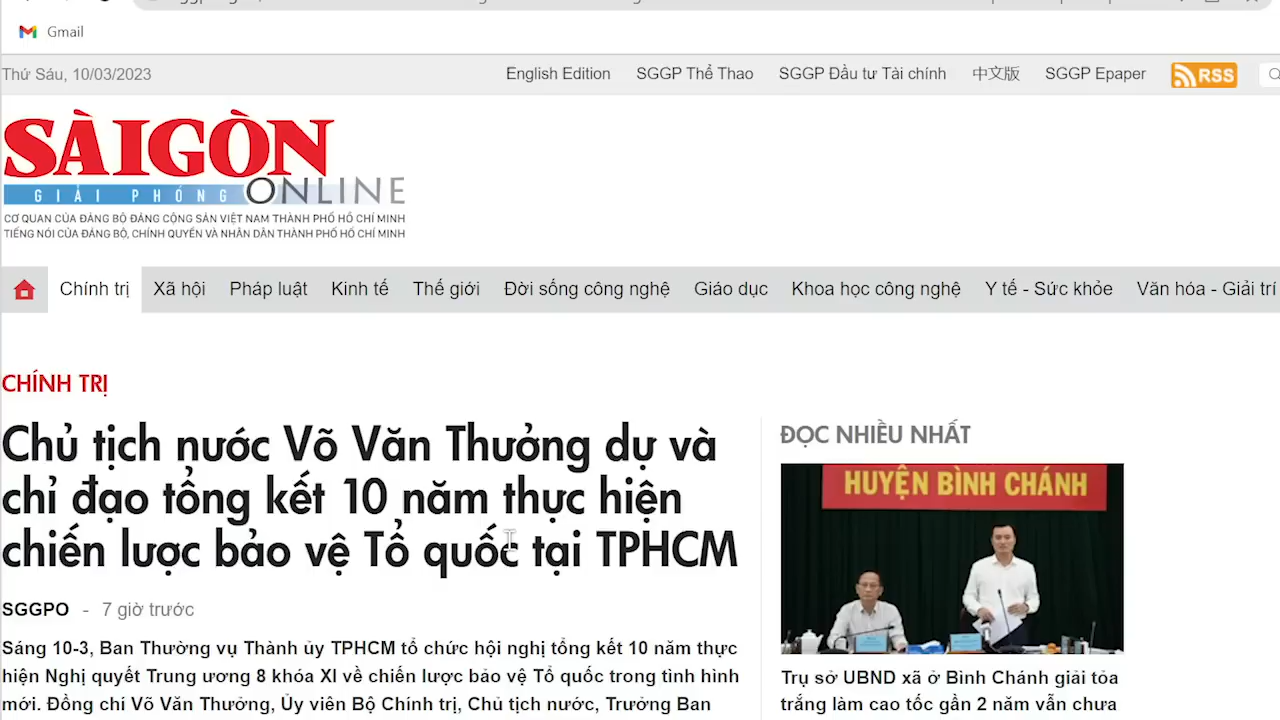 Gmail
Thứ Sáu, 10/03/2023
English Edition SGGP Thể Thao SGGP Đầu tư Tài chính 中文版 SGGP Epaper RSS
SÀI GÒN
GIẢI PHÓNG ONLINE
CƠ QUAN CỦA ĐẢNG BỘ ĐẢNG CỘNG SẢN VIỆT NAM THÀNH PHỐ HỒ CHÍ MINH
TIẾNG NÓI CỦA ĐẢNG BỘ, CHÍNH QUYỀN VÀ NHÂN DÂN THÀNH PHỐ HỒ CHÍ MINH
Chính trị Xã hội Pháp luật Kinh tế Thế giới Đời sống công nghệ Giáo dục Khoa học công nghệ Y tế - Sức khỏe Văn hóa - Giải trí
CHÍNH TRỊ
Chủ tịch nước Võ Văn Thưởng dự và
chỉ đạo tổng kết 10 năm thực hiện
chiến lược bảo vệ Tổ quốc tại TPHCM
SGGPO - 7 giờ trước
Sáng 10-3, Ban Thường vụ Thành ủy TPHCM tổ chức hội nghị tổng kết 10 năm thực
hiện Nghị quyết Trung ương 8 khóa XI về chiến lược bảo vệ Tổ quốc trong tình hình
mới. Đồng chí Võ Văn Thưởng, Ủy viên Bộ Chính trị, Chủ tịch nước, Trưởng Ban
ĐỌC NHIỀU NHẤT
HUYỆN BÌNH CHÁNH
Trụ sở UBND xã ở Bình Chánh giải tỏa
trắng làm cao tốc gần 2 năm vẫn chưa